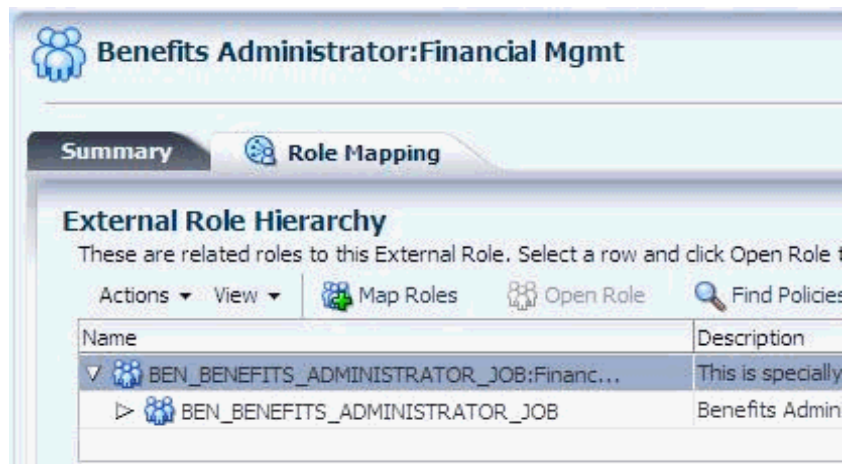 Benefits Administrator:Financial Mgmt
Summary Role Mapping
External Role Hierarchy
These are related roles to this External Role. Select a row and click Open Role t
Actions View Map Roles Open Role Find Policies
Name Description
BEN_BENEFITS_ADMINISTRATOR_JOB:Financ... This is specially
BEN_BENEFITS_ADMINISTRATOR_JOB Benefits Admin